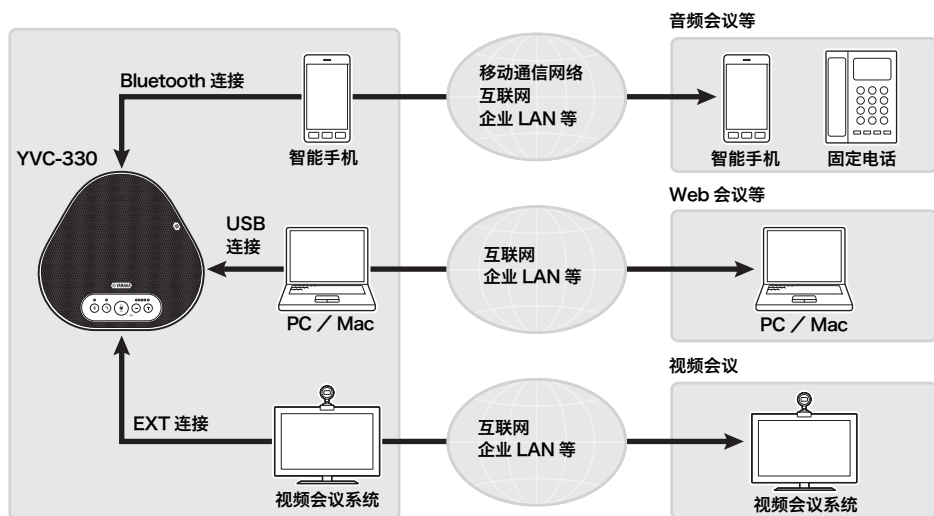 音频会议等
Bluetooth 连接
移动通信网络
互联网
企业 LAN 等
YVC-330
智能手机
智能手机
固定电话
Web 会议等
USB
连接
互联网
企业 LAN 等
YAMAHA
PC ／ Mac
PC ／ Mac
视频会议
EXT 连接
互联网
企业 LAN 等
视频会议系统
视频会议系统